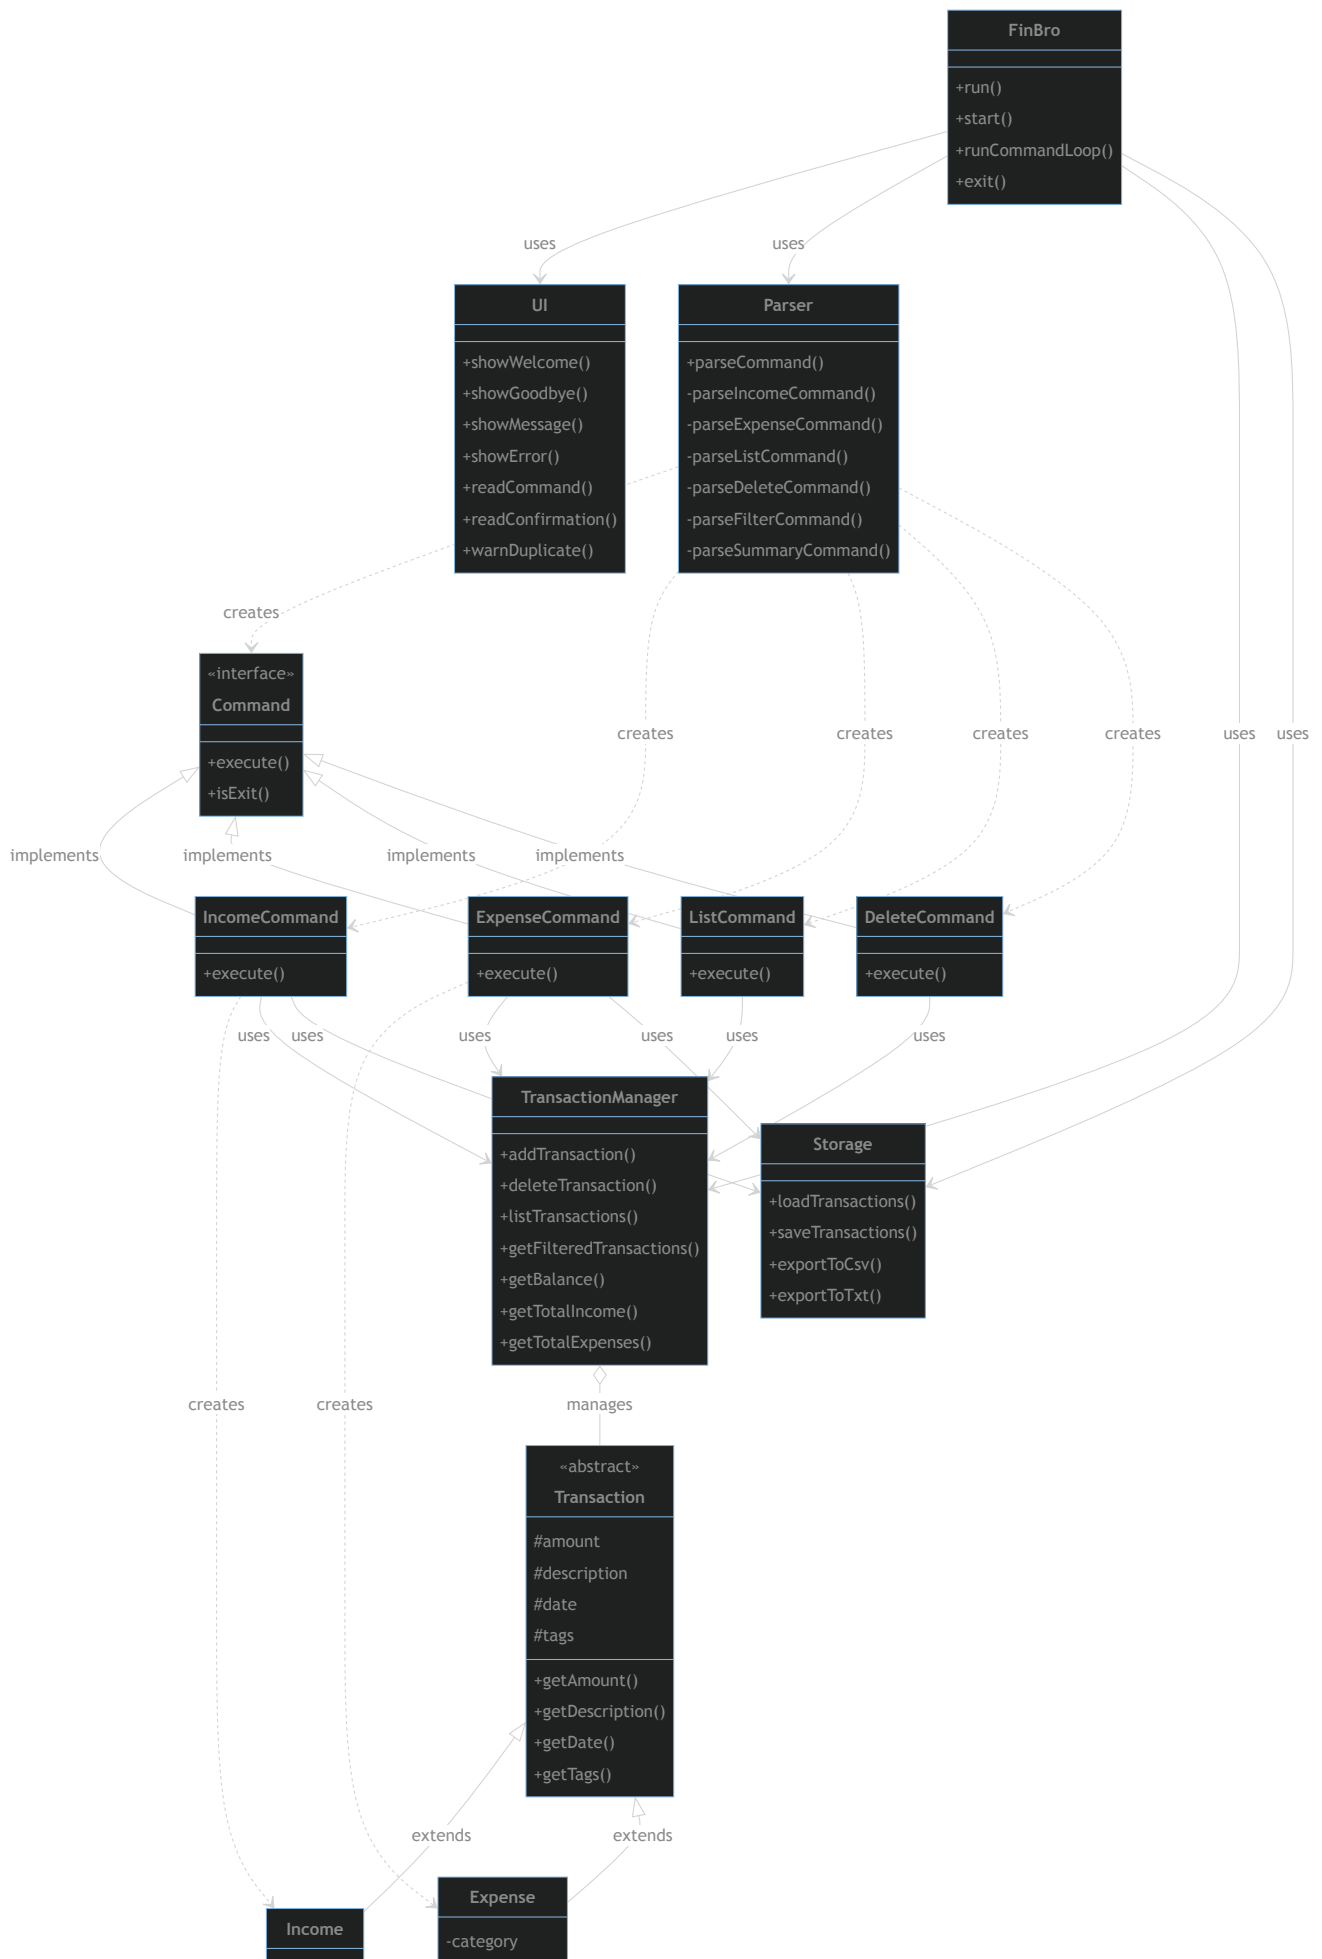 FinBro
+run()
+start()
+runCommandLoop()
+exit()
uses
uses
UI
+showWelcome()
+showGoodbye()
+showMessage()
+showError()
+readCommand()
+readConfirmation()
+warnDuplicate()
Parser
+parseCommand()
-parseIncomeCommand()
-parseExpenseCommand()
-parseListCommand()
-parseDeleteCommand()
-parseFilterCommand()
-parseSummaryCommand()
creates
«interface»
Command
+execute()
+isExit()
creates
creates
creates
creates
uses
uses
implements
implements
implements
implements
IncomeCommand
+execute()
ExpenseCommand
+execute()
ListCommand
+execute()
DeleteCommand
+execute()
uses
uses
uses
uses
uses
uses
TransactionManager
+addTransaction()
+deleteTransaction()
+listTransactions()
+getFilteredTransactions()
+getBalance()
+getTotalIncome()
+getTotalExpenses()
Storage
+loadTransactions()
+saveTransactions()
+exportToCsv()
+exportToTxt()
creates
creates
manages
«abstract»
Transaction
#amount
#description
#date
#tags
+getAmount()
+getDescription()
+getDate()
+getTags()
extends
extends
Income
Expense
-category